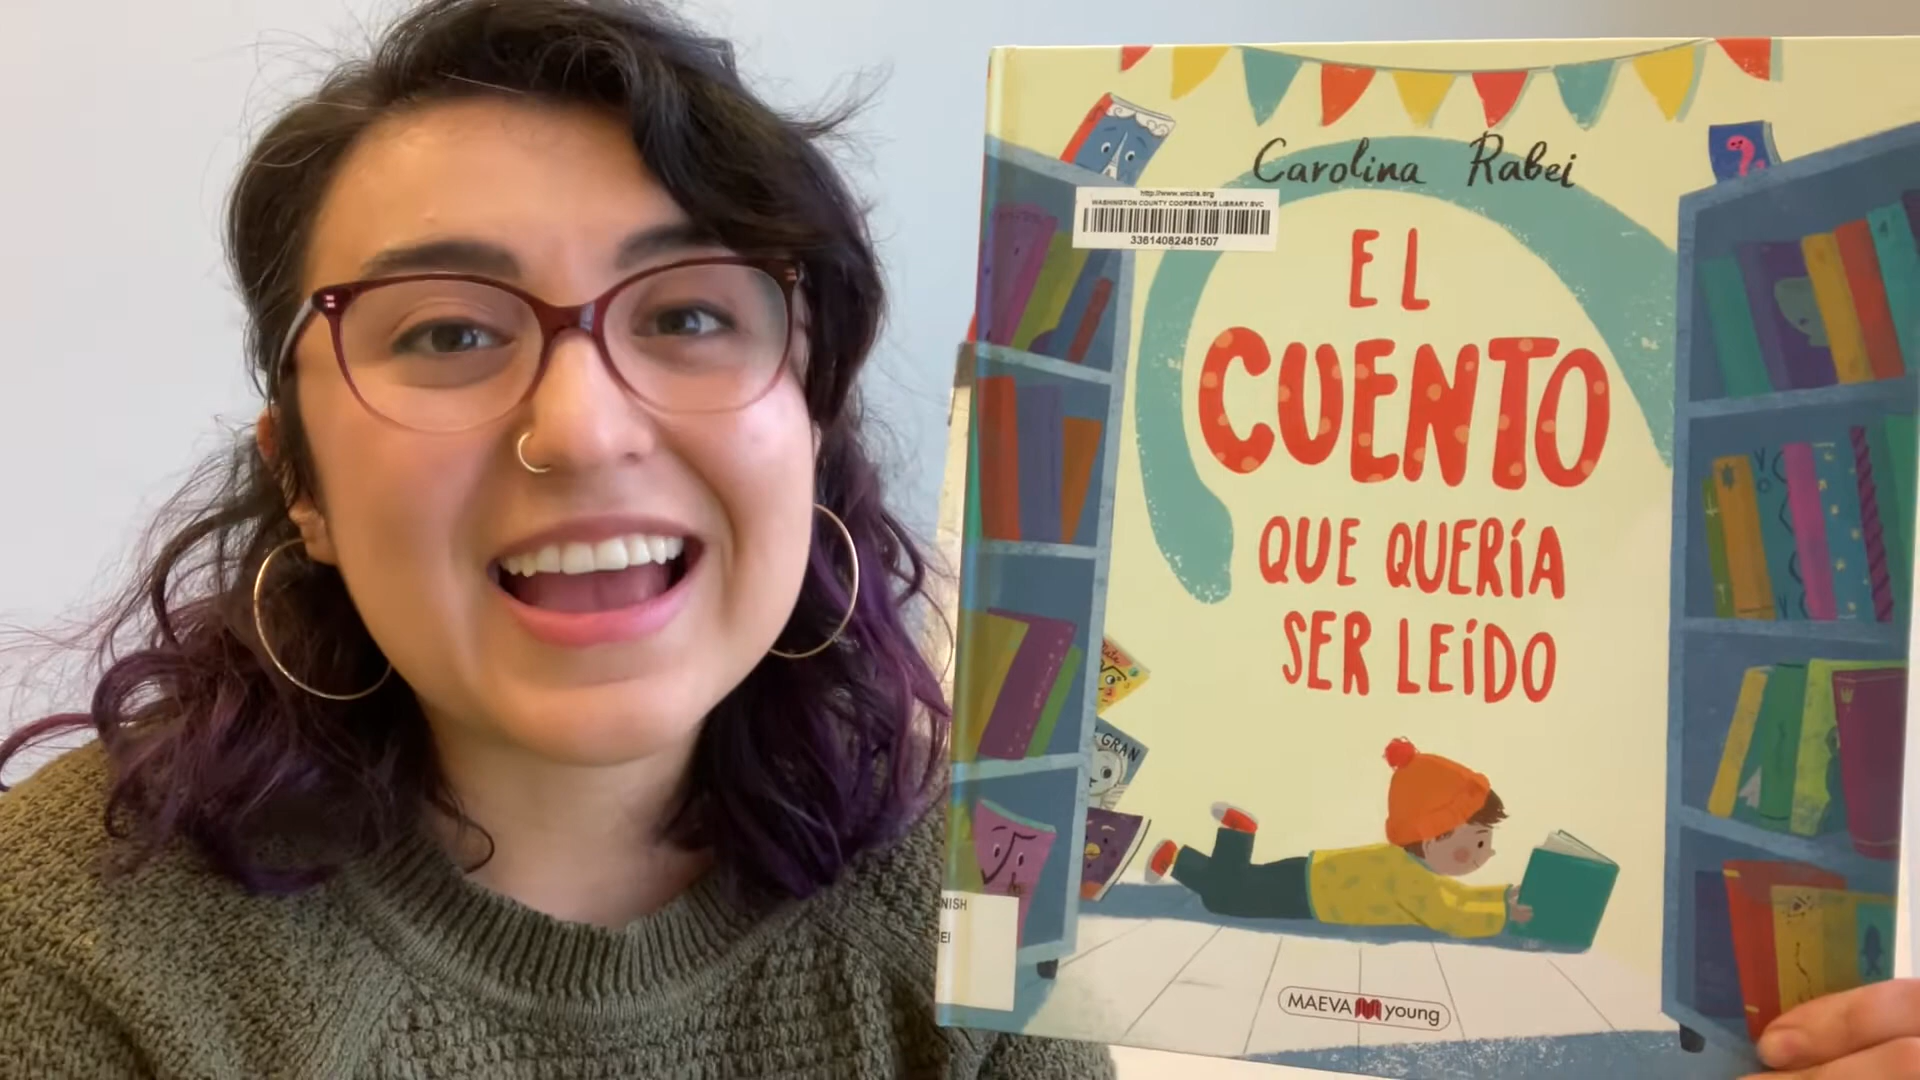 Carolina Rabei
http://www.wccls.org
WASHINGTON COUNTY COOPERATIVE LIBRARY SVC
33614082481507
EL
CUENTO
QUE QUERÍA
SER LEÍDO
GRAN
NISH
EI
MAEVA young